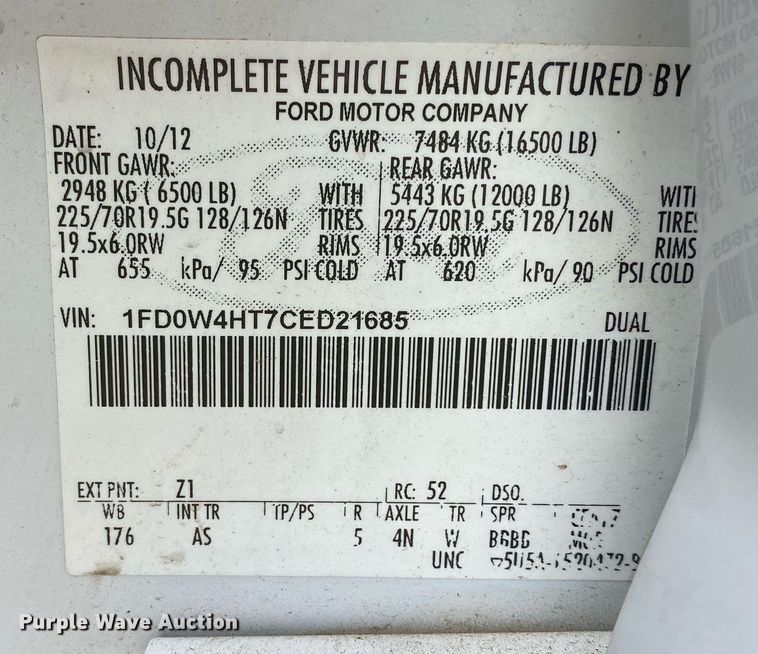 INCOMPLETE VEHICLE MANUFACTURED BY
FORD MOTOR COMPANY
DATE: 10/12 GVWR: 7484 KG (16500 LB)
FRONT GAWR: REAR GAWR:
2948 KG ( 6500 LB) WITH 5443 KG (12000 LB) WITH
225/70R19.5G 128/126N TIRES 225/70R19.5G 128/126N TIRES
19.5x6.0RW RIMS 19.5x6.0RW RIMS
AT 655 kPa/ 95 PSI COLD AT 620 kPa/ 90 PSI COLD
VIN: 1FD0W4HT7CED21685 DUAL
EXT PNT: Z1 RC: 52 DSO:
WB INT TR TP/PS R AXLE TR SPR
176 AS 5 4N W BGBG
UNC
Purple Wave Auction